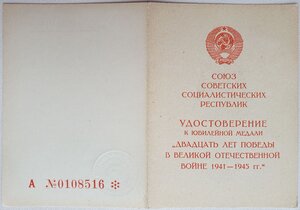 А №0108516 ✻
СОЮЗ
СОВЕТСКИХ
СОЦИАЛИСТИЧЕСКИХ
РЕСПУБЛИК
УДОСТОВЕРЕНИЕ
К ЮБИЛЕЙНОЙ МЕДАЛИ
„ДВАДЦАТЬ ЛЕТ ПОБЕДЫ
В ВЕЛИКОЙ ОТЕЧЕСТВЕННОЙ
ВОЙНЕ 1941—1945 гг.“